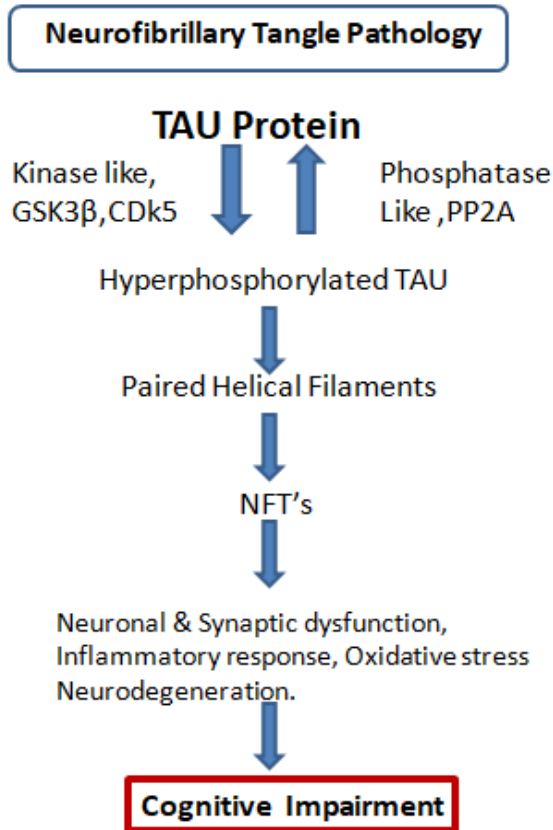 Neurofibrillary Tangle Pathology
TAU Protein
Kinase like,
GSK3β,CDk5
Phosphatase
Like ,PP2A
Hyperphosphorylated TAU
Paired Helical Filaments
NFT's
Neuronal & Synaptic dysfunction,
Inflammatory response, Oxidative stress
Neurodegeneration.
Cognitive Impairment